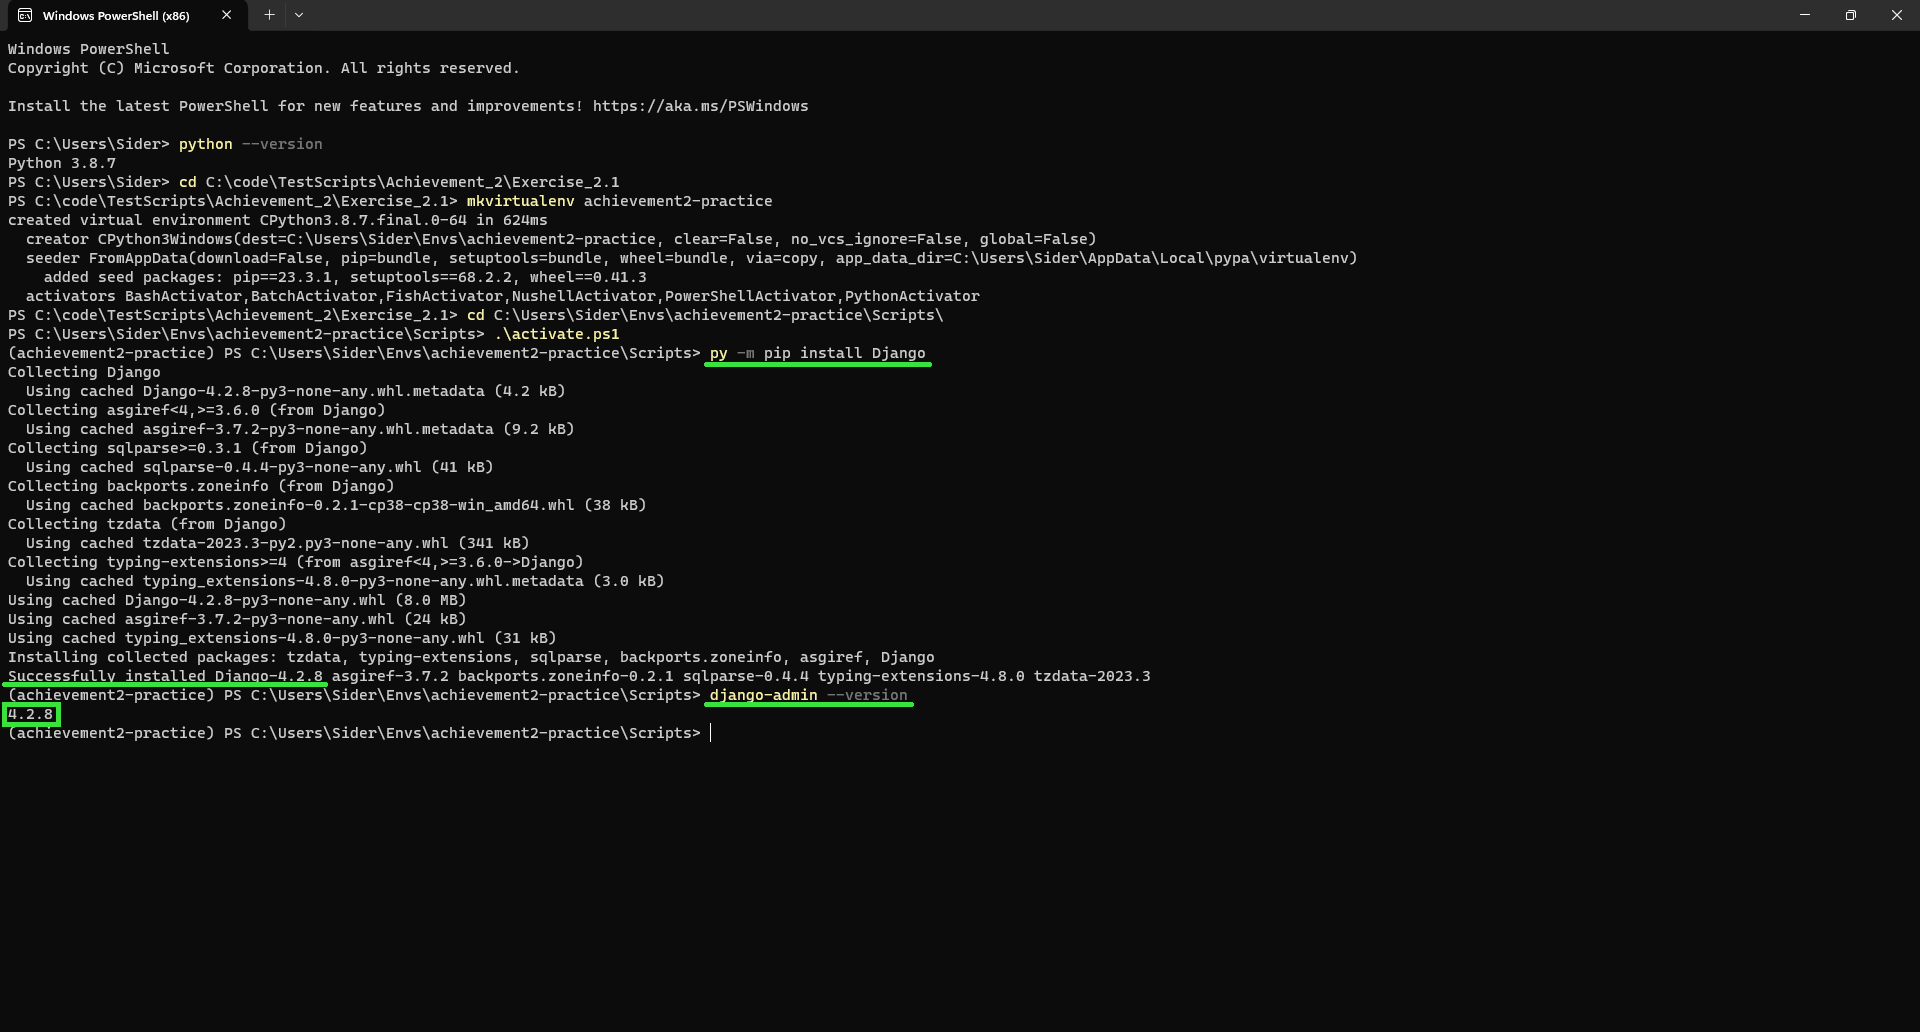 Windows PowerShell (x86)
Windows PowerShell
Copyright (C) Microsoft Corporation. All rights reserved.
Install the latest PowerShell for new features and improvements! https://aka.ms/PSWindows
PS C:\Users\Sider> python --version
Python 3.8.7
PS C:\Users\Sider> cd C:\code\TestScripts\Achievement_2\Exercise_2.1
PS C:\code\TestScripts\Achievement_2\Exercise_2.1> mkvirtualenv achievement2-practice
created virtual environment CPython3.8.7.final.0-64 in 624ms
  creator CPython3Windows(dest=C:\Users\Sider\Envs\achievement2-practice, clear=False, no_vcs_ignore=False, global=False)
  seeder FromAppData(download=False, pip=bundle, setuptools=bundle, wheel=bundle, via=copy, app_data_dir=C:\Users\Sider\AppData\Local\pypa\virtualenv)
    added seed packages: pip==23.3.1, setuptools==68.2.2, wheel==0.41.3
  activators BashActivator,BatchActivator,FishActivator,NushellActivator,PowerShellActivator,PythonActivator
PS C:\code\TestScripts\Achievement_2\Exercise_2.1> cd C:\Users\Sider\Envs\achievement2-practice\Scripts\
PS C:\Users\Sider\Envs\achievement2-practice\Scripts> .\activate.ps1
(achievement2-practice) PS C:\Users\Sider\Envs\achievement2-practice\Scripts> py -m pip install Django
Collecting Django
  Using cached Django-4.2.8-py3-none-any.whl.metadata (4.2 kB)
Collecting asgiref<4,>=3.6.0 (from Django)
  Using cached asgiref-3.7.2-py3-none-any.whl.metadata (9.2 kB)
Collecting sqlparse>=0.3.1 (from Django)
  Using cached sqlparse-0.4.4-py3-none-any.whl (41 kB)
Collecting backports.zoneinfo (from Django)
  Using cached backports.zoneinfo-0.2.1-cp38-cp38-win_amd64.whl (38 kB)
Collecting tzdata (from Django)
  Using cached tzdata-2023.3-py2.py3-none-any.whl (341 kB)
Collecting typing-extensions>=4 (from asgiref<4,>=3.6.0->Django)
  Using cached typing_extensions-4.8.0-py3-none-any.whl.metadata (3.0 kB)
Using cached Django-4.2.8-py3-none-any.whl (8.0 MB)
Using cached asgiref-3.7.2-py3-none-any.whl (24 kB)
Using cached typing_extensions-4.8.0-py3-none-any.whl (31 kB)
Installing collected packages: tzdata, typing-extensions, sqlparse, backports.zoneinfo, asgiref, Django
Successfully installed Django-4.2.8 asgiref-3.7.2 backports.zoneinfo-0.2.1 sqlparse-0.4.4 typing-extensions-4.8.0 tzdata-2023.3
(achievement2-practice) PS C:\Users\Sider\Envs\achievement2-practice\Scripts> django-admin --version
4.2.8
(achievement2-practice) PS C:\Users\Sider\Envs\achievement2-practice\Scripts>